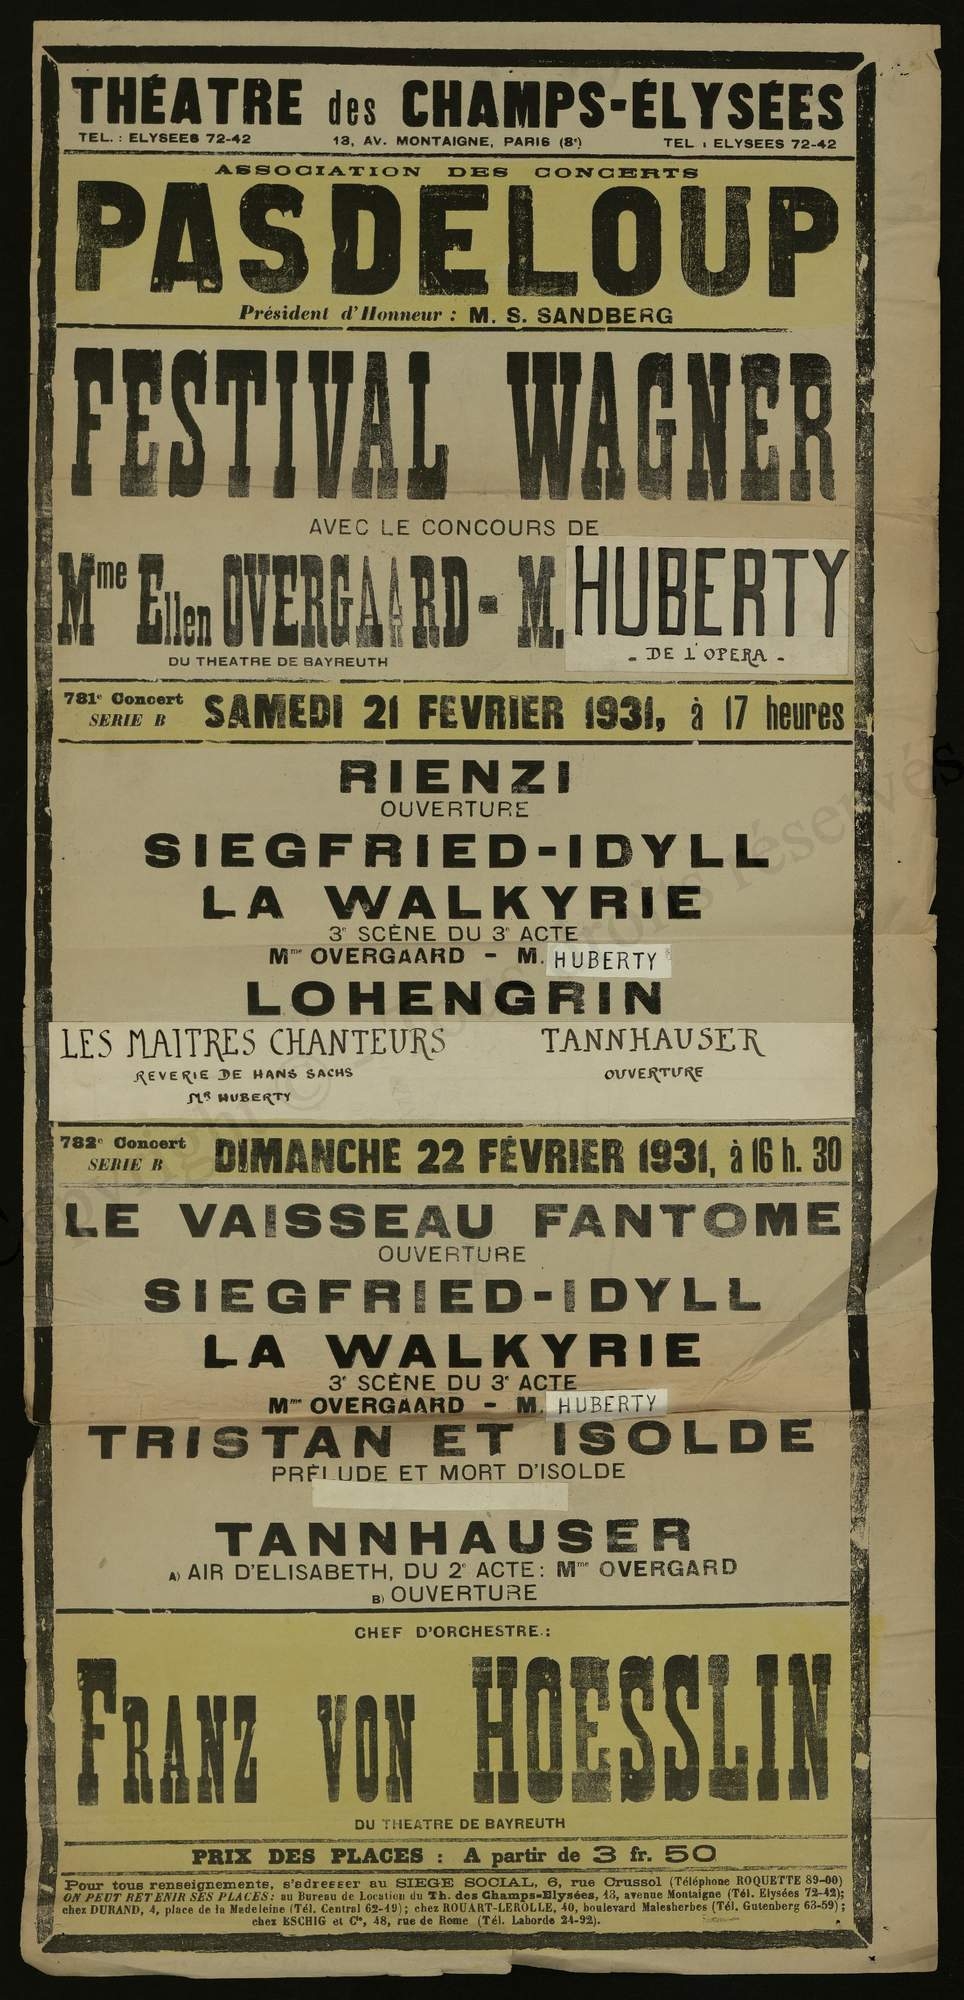 THÉATRE des CHAMPS-ÉLYSÉES
TEL. : ELYSEES 72-42 13, AV. MONTAIGNE, PARIS (8e) TEL : ELYSEES 72-42
ASSOCIATION DES CONCERTS
PASDELOUP
Président d'Honneur : M. S. SANDBERG
FESTIVAL WAGNER
AVEC LE CONCOURS DE
Mme Ellen OVERGAARD - M. HUBERTY
DU THEATRE DE BAYREUTH - DE L'OPERA -
781e Concert SERIE B SAMEDI 21 FEVRIER 1931, à 17 heures
RIENZI
OUVERTURE
SIEGFRIED-IDYLL
LA WALKYRIE
3e SCÈNE DU 3e ACTE
Mme OVERGAARD - M. HUBERTY
LOHENGRIN
LES MAITRES CHANTEURS TANNHAUSER
REVERIE DE HANS SACHS OUVERTURE
MR HUBERTY
782e Concert SERIE B DIMANCHE 22 FÉVRIER 1931, à 16 h. 30
LE VAISSEAU FANTOME
OUVERTURE
SIEGFRIED-IDYLL
LA WALKYRIE
3e SCÈNE DU 3e ACTE
Mme OVERGAARD - M. HUBERTY
TRISTAN ET ISOLDE
PRÉLUDE ET MORT D'ISOLDE
TANNHAUSER
A) AIR D'ELISABETH, DU 2e ACTE : Mme OVERGARD
B) OUVERTURE
CHEF D'ORCHESTRE :
FRANZ VON HOESSLIN
DU THEATRE DE BAYREUTH
PRIX DES PLACES : A partir de 3 fr. 50
Pour tous renseignements, s'adresser au SIEGE SOCIAL, 6, rue Crussol (Téléphone ROQUETTE 89-00)
ON PEUT RETENIR SES PLACES : au Bureau de Location du Th. des Champs-Elysées, 13, avenue Montaigne (Tél. Elysées 72-42);
chez DURAND, 4, place de la Madeleine (Tél. Central 62-19); chez ROUART-LEROLLE, 40, boulevard Malesherbes (Tél. Gutenberg 63-59);
chez ESCHIG et Cie, 48, rue de Rome (Tél. Laborde 24-92).
Copyright © - Tous droits réservés